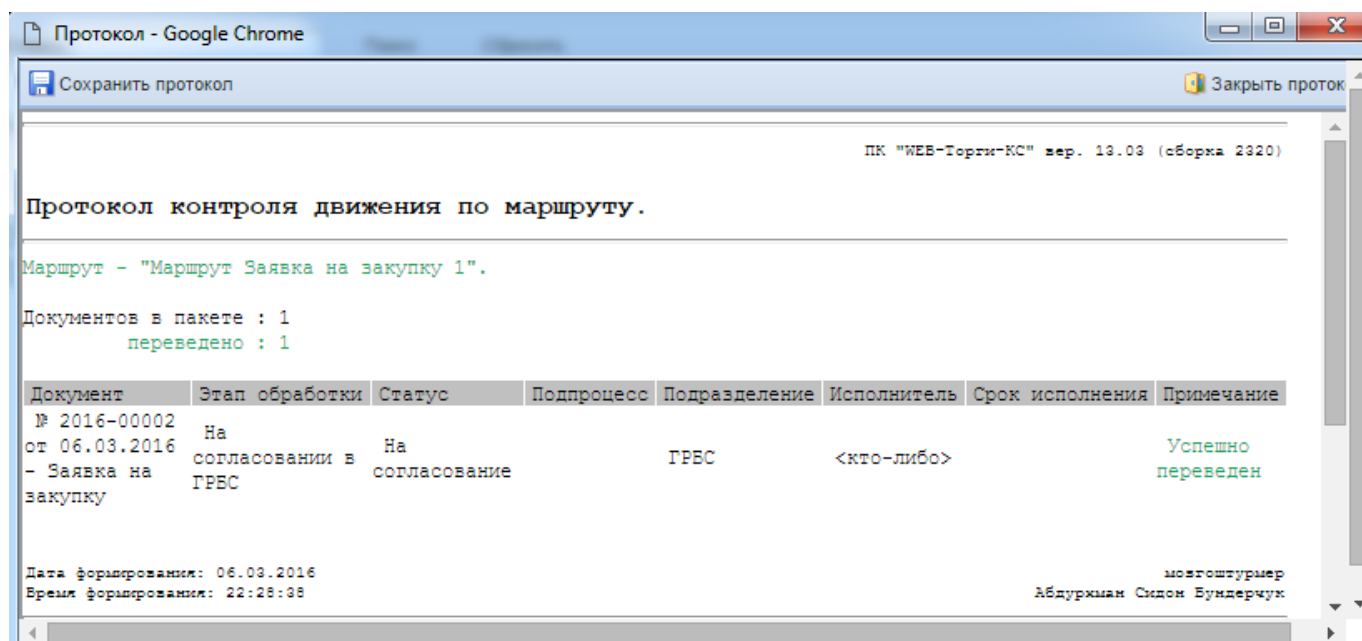 Протокол - Google Chrome
Сохранить протокол
Закрыть проток
ПК "WEB-Торги-КС" вер. 13.03 (сборка 2320)
Протокол контроля движения по маршруту.
Маршрут - "Маршрут Заявка на закупку 1".
Документов в пакете : 1
переведено : 1
Документ Этап обработки Статус Подпроцесс Подразделение Исполнитель Срок исполнения Примечание
№ 2016-00002
от 06.03.2016
- Заявка на
закупку
На
согласовании в
ГРБС
На
согласование
ГРБС
<кто-либо>
Успешно
переведен
Дата формирования: 06.03.2016
Время формирования: 22:28:38
мозгоштурмер
Абдурхман Сидон Бундерчук